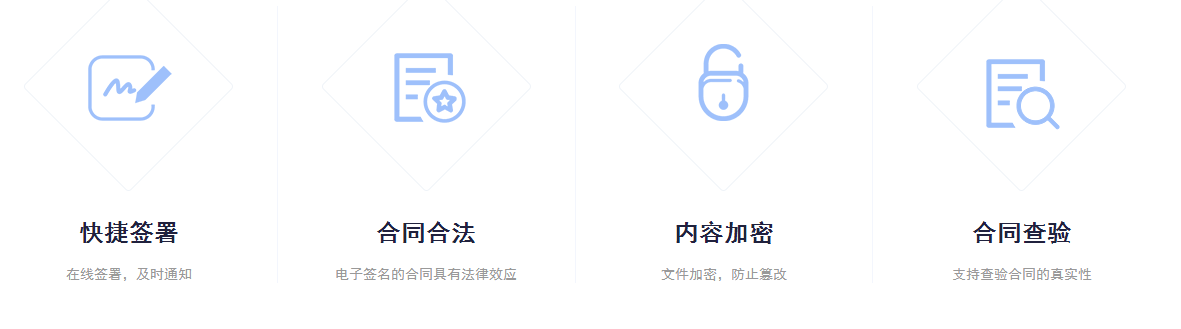 快捷签署
在线签署，及时通知
合同合法
电子签名的合同具有法律效应
内容加密
文件加密，防止篡改
合同查验
支持查验合同的真实性